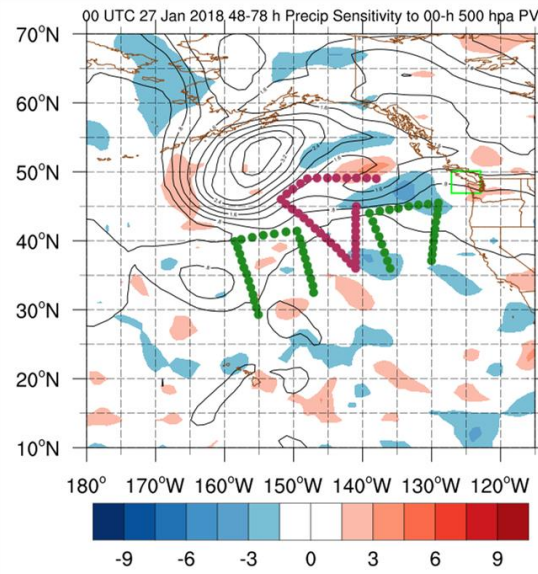 00 UTC 27 Jan 2018 48-78 h Precip Sensitivity to 00-h 500 hpa PV
70°N
60°N
50°N
40°N
30°N
20°N
10°N
180° 170°W 160°W 150°W 140°W 130°W 120°W
-9 -6 -3 0 3 6 9